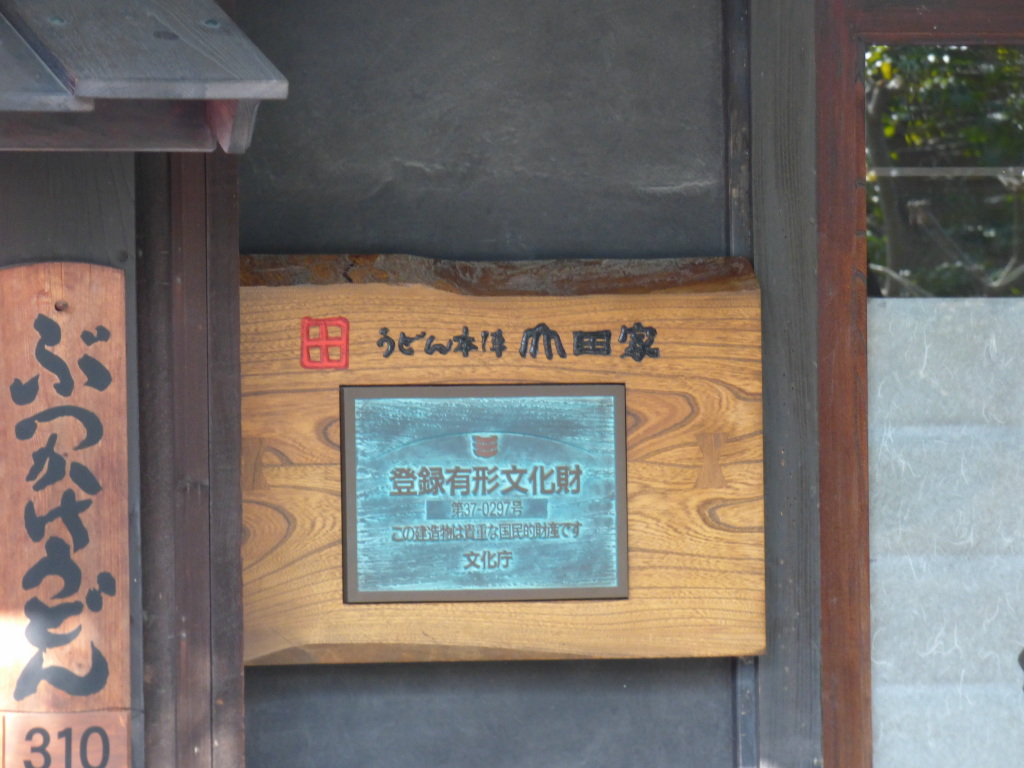 ぶっかけうどん
310
うどん本陣 山田家
登録有形文化財
第37-0297号
この建造物は貴重な国民的財産です
文化庁